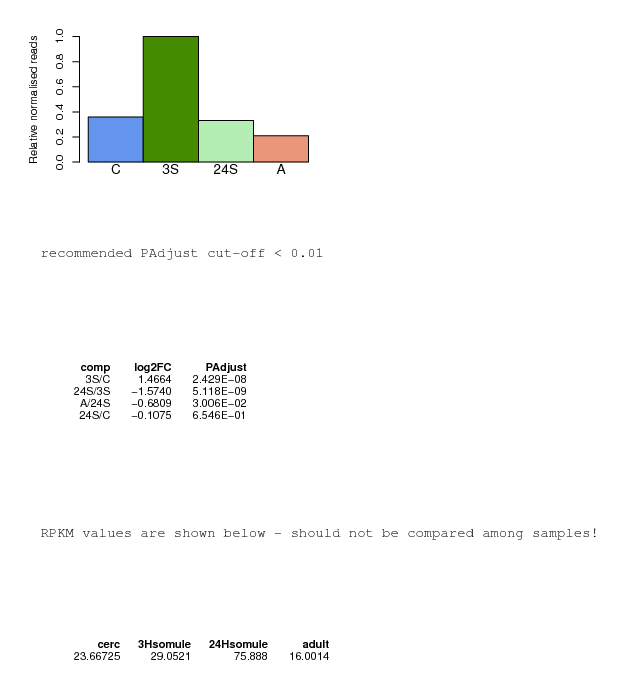 Relative normalised reads
1.0
0.8
0.6
0.4
0.2
0.0
C 3S 24S A
recommended PAdjust cut-off < 0.01
comp log2FC PAdjust
3S/C 1.4664 2.429E−08
24S/3S −1.5740 5.118E−09
A/24S −0.6809 3.006E−02
24S/C −0.1075 6.546E−01
RPKM values are shown below - should not be compared among samples!
cerc 3Hsomule 24Hsomule adult
23.66725 29.0521 75.888 16.0014